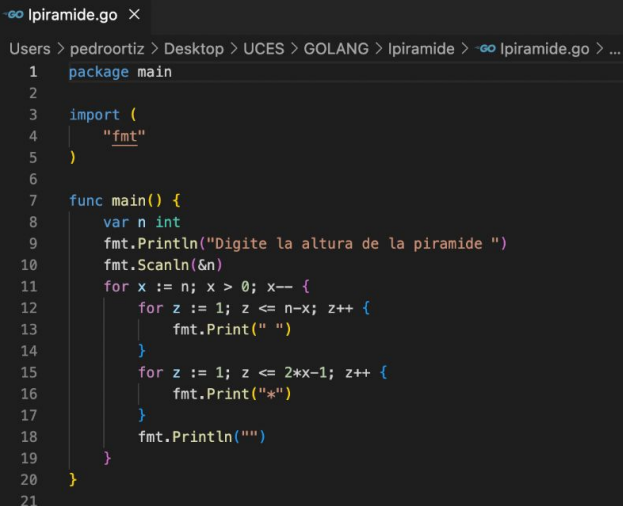 GO Ipiramide.go ×
Users > pedroortiz > Desktop > UCES > GOLANG > Ipiramide > GO Ipiramide.go > ...
1 package main
2
3 import (
4     "fmt"
5 )
6
7 func main() {
8     var n int
9     fmt.Println("Digite la altura de la piramide ")
10     fmt.Scanln(&n)
11     for x := n; x > 0; x-- {
12         for z := 1; z <= n-x; z++ {
13             fmt.Print(" ")
14         }
15         for z := 1; z <= 2*x-1; z++ {
16             fmt.Print("*")
17         }
18         fmt.Println("")
19     }
20 }
21